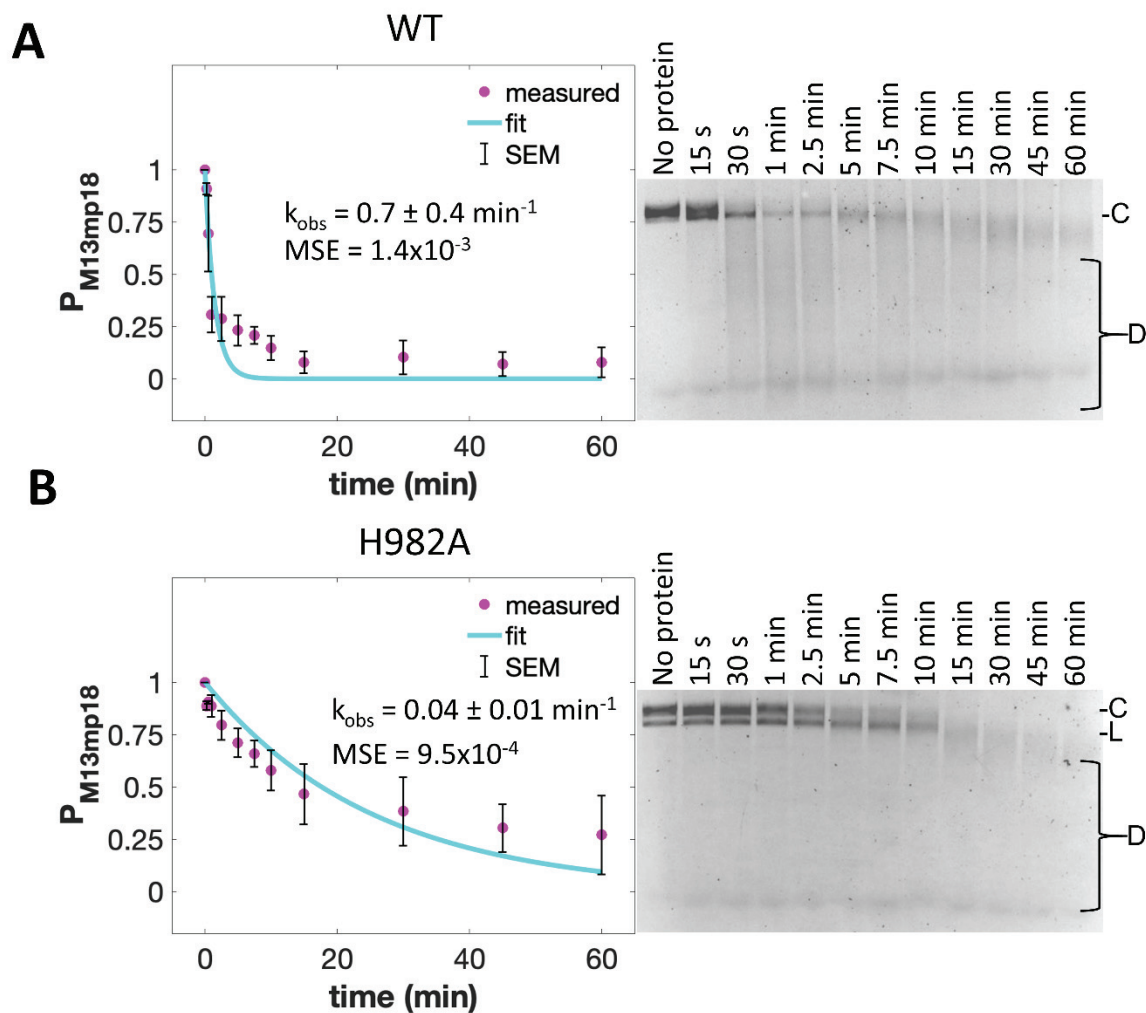 A
WT
measured
fit
SEM
k_obs = 0.7 ± 0.4 min⁻¹
MSE = 1.4x10⁻³
P_M13mp18
1
0.75
0.5
0.25
0
0 20 40 60
time (min)
No protein
15 s
30 s
1 min
2.5 min
5 min
7.5 min
10 min
15 min
30 min
45 min
60 min
-C
D
B
H982A
measured
fit
SEM
k_obs = 0.04 ± 0.01 min⁻¹
MSE = 9.5x10⁻⁴
P_M13mp18
1
0.75
0.5
0.25
0
0 20 40 60
time (min)
No protein
15 s
30 s
1 min
2.5 min
5 min
7.5 min
10 min
15 min
30 min
45 min
60 min
-C
-L
D